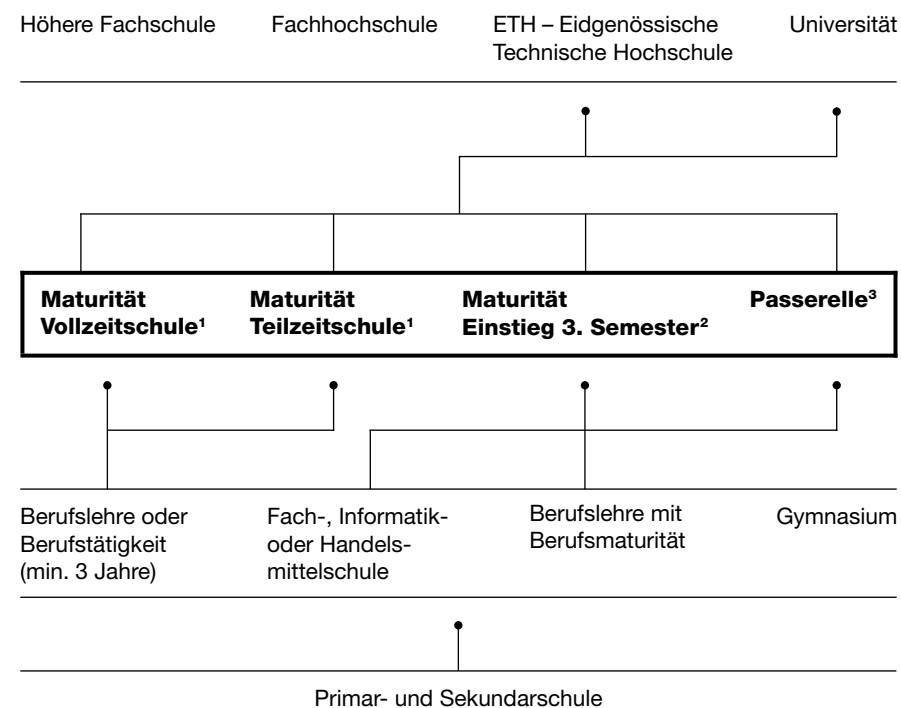 Höhere Fachschule
Fachhochschule
ETH – Eidgenössische
Technische Hochschule
Universität
Maturität
Vollzeitschule¹
Maturität
Teilzeitschule¹
Maturität
Einstieg 3. Semester²
Passerelle³
Berufslehre oder
Berufstätigkeit
(min. 3 Jahre)
Fach-, Informatik-
oder Handels-
mittelschule
Berufslehre mit
Berufsmaturität
Gymnasium
Primar- und Sekundarschule